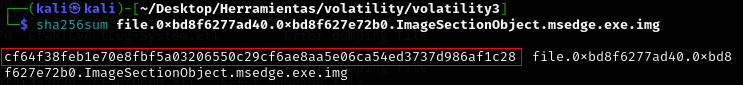 (kali㉿kali)-[~/Desktop/Herramientas/volatility/volatility3]
$ sha256sum file.0×bd8f6277ad40.0×bd8f627e72b0.ImageSectionObject.msedge.exe.img
cf64f38feb1e70e8fbf5a03206550c29cf6ae8aa5e06ca54ed3737d986af1c28 file.0×bd8f6277ad40.0×bd8
f627e72b0.ImageSectionObject.msedge.exe.img